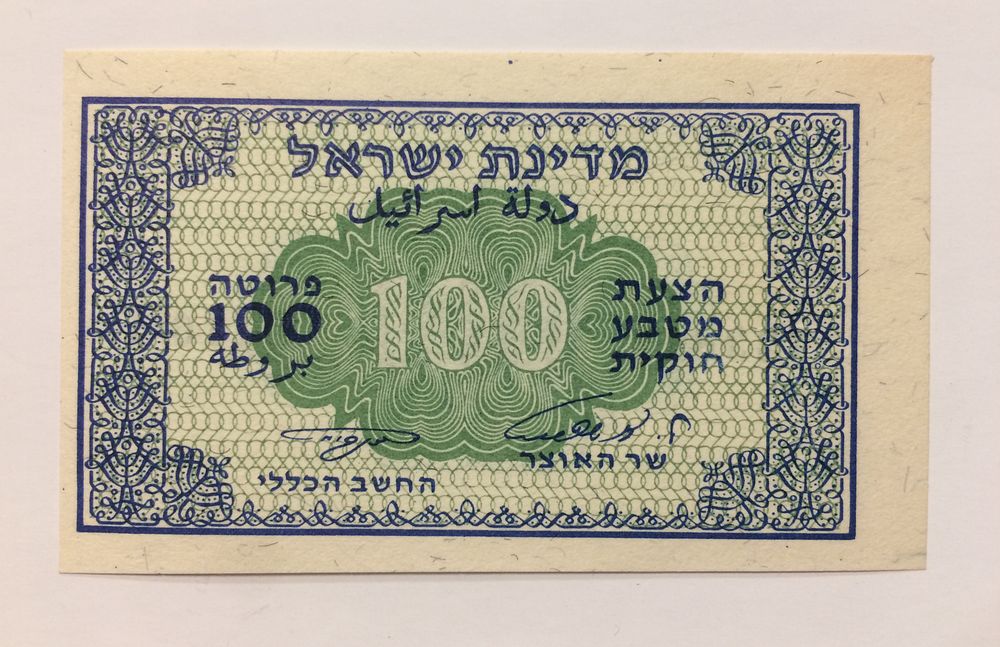 מדינת ישראל
دولة اسرائيل
הצעת
מטבע
חוקית
100
פרוטה
100
بروطة
שר האוצר
החשב הכללי